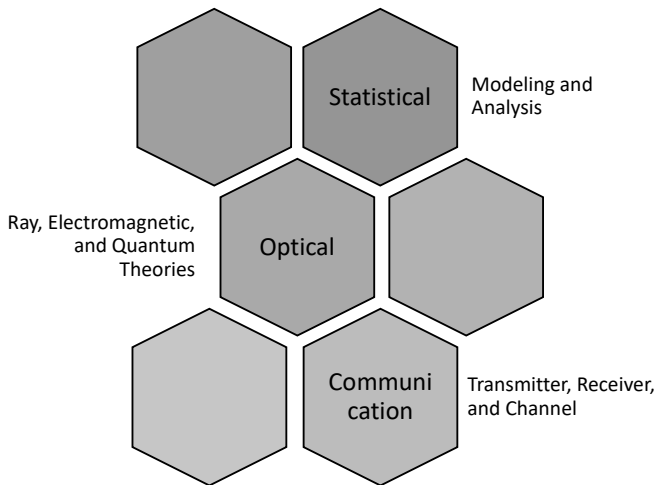 Statistical
Modeling and
Analysis
Ray, Electromagnetic,
and Quantum
Theories
Optical
Communi
cation
Transmitter, Receiver,
and Channel